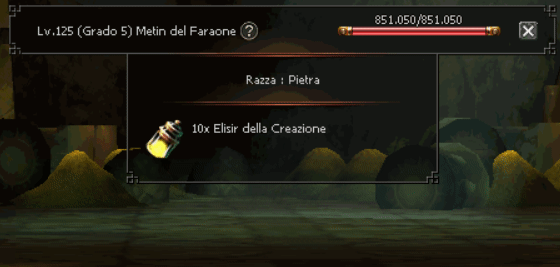 851.050/851.050
Lv.125 (Grado 5) Metin del Faraone ?
Razza : Pietra
10x Elisir della Creazione